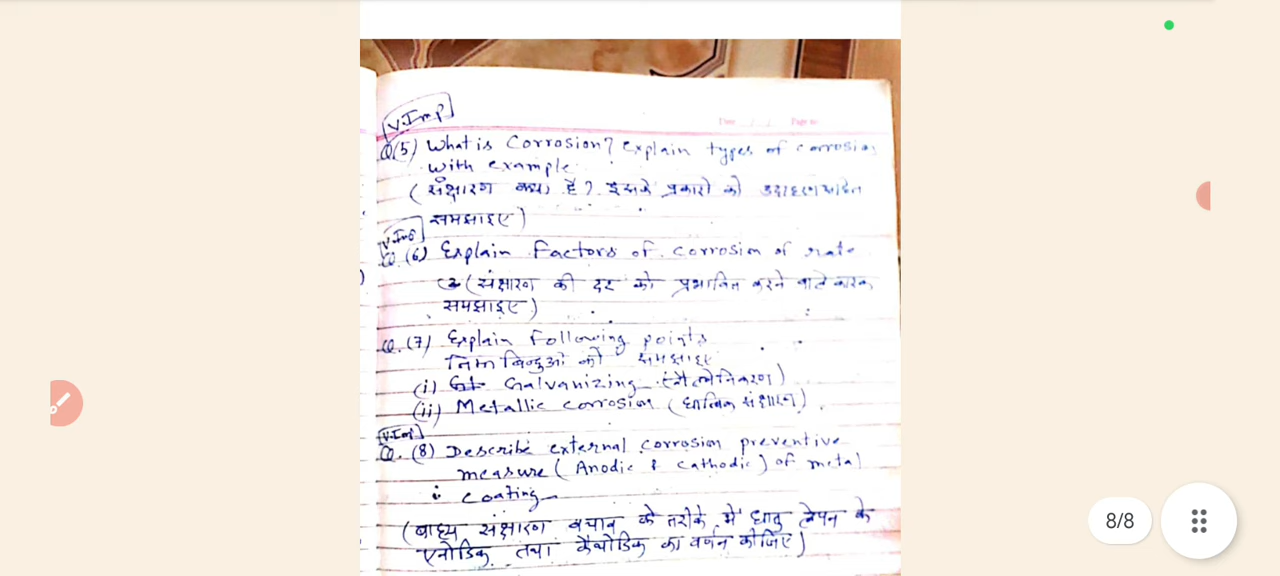 V.Imp
Date / / Page no
Q(5) What is Corrosion? Explain types of corrosion
with example
(संक्षारण क्या है? इसके प्रकारो को उदाहरण सहित
समझाइए)
V.Imp
Q.(6) Explain Factors of corrosion of rate
(संक्षारण की दर को प्रभावित करने वाले कारक
समझाइए)
Q.(7) Explain Following points
निम्न बिन्दुओं को समझाइए
(i) Galvanizing
(ii) Metallic corrosion (धात्विक संक्षारण)
V.Imp
Q.(8) Describe external corrosion preventive
measure (Anodic & Cathodic) of metal
coating
(बाह्य संक्षारण बचाव के तरीके में धातु लेपन के
एनोडिक तथा कैथोडिक का वर्णन कीजिए)
8/8